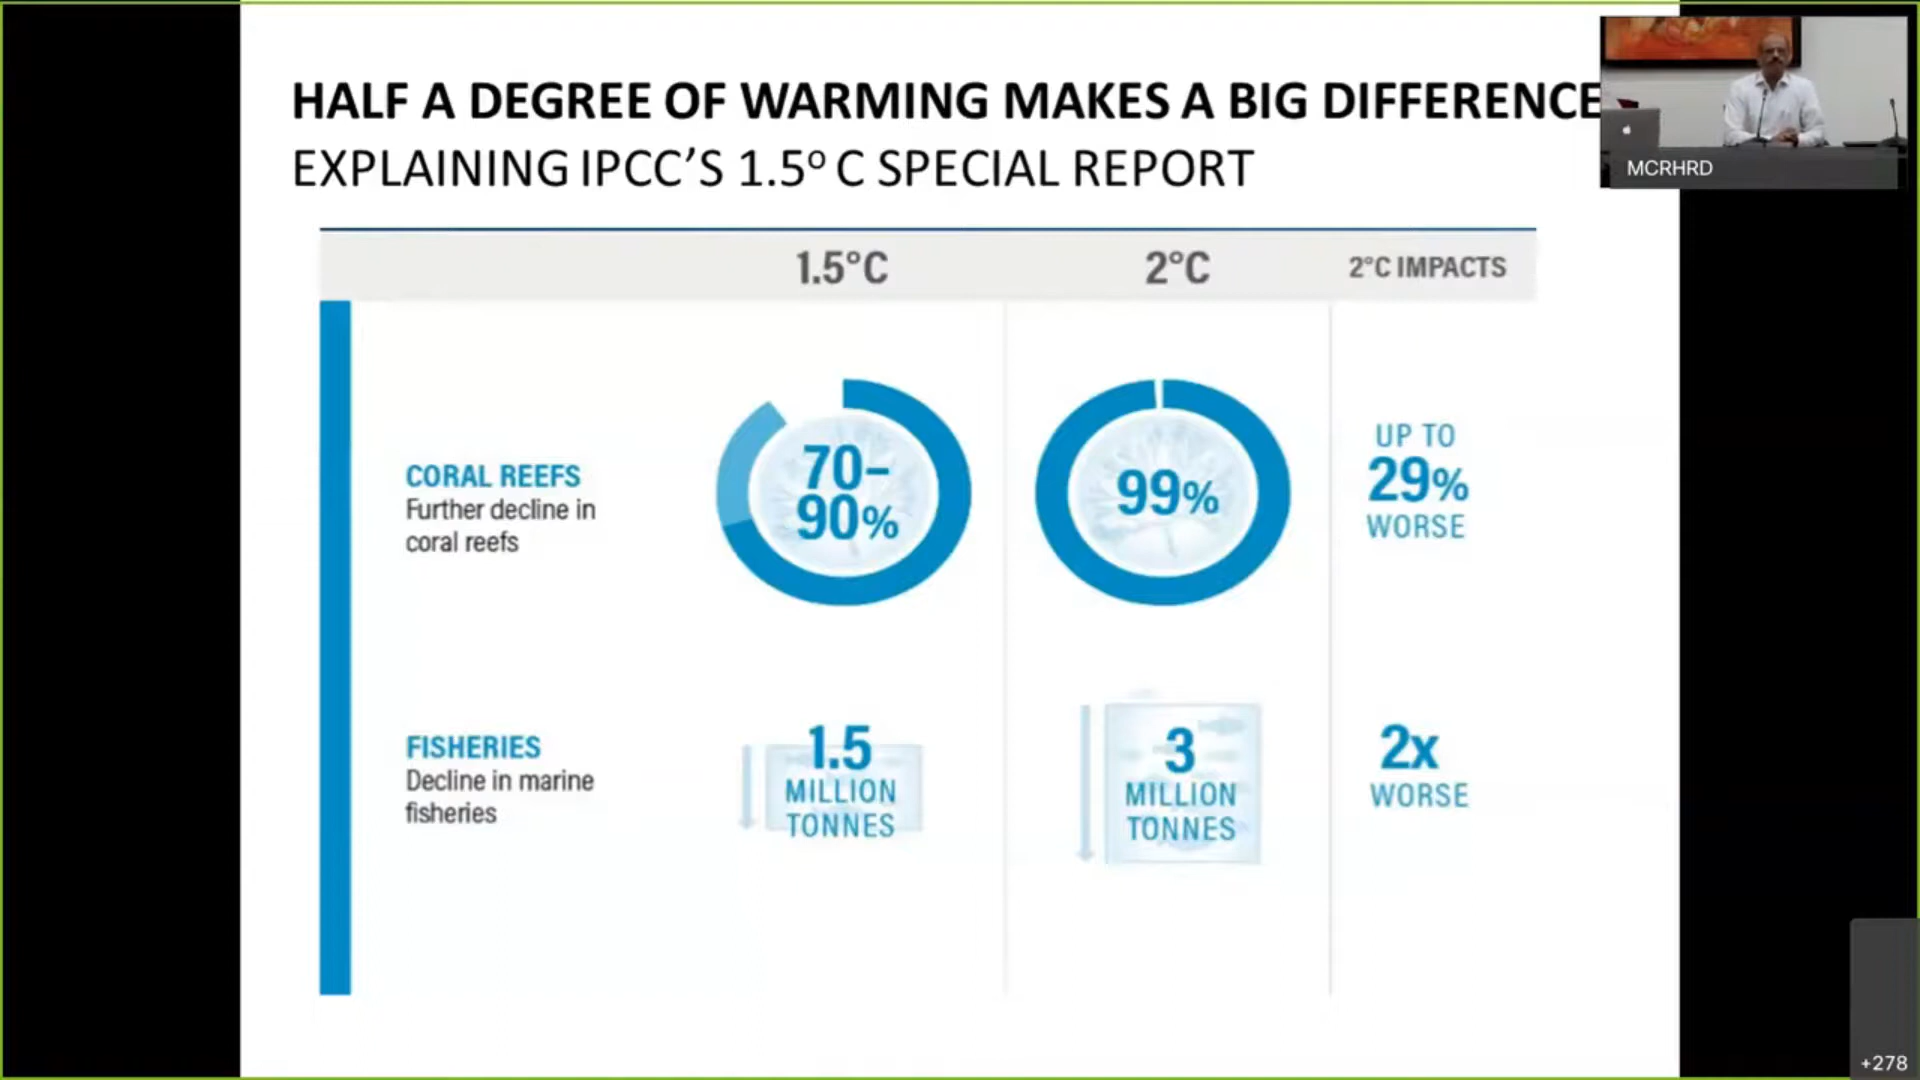 HALF A DEGREE OF WARMING MAKES A BIG DIFFERENCE
EXPLAINING IPCC'S 1.5º C SPECIAL REPORT
MCRHRD
1.5°C
2°C
2°C IMPACTS
CORAL REEFS
Further decline in
coral reefs
70–
90%
99%
UP TO
29%
WORSE
FISHERIES
Decline in marine
fisheries
1.5
MILLION
TONNES
3
MILLION
TONNES
2x
WORSE
+278